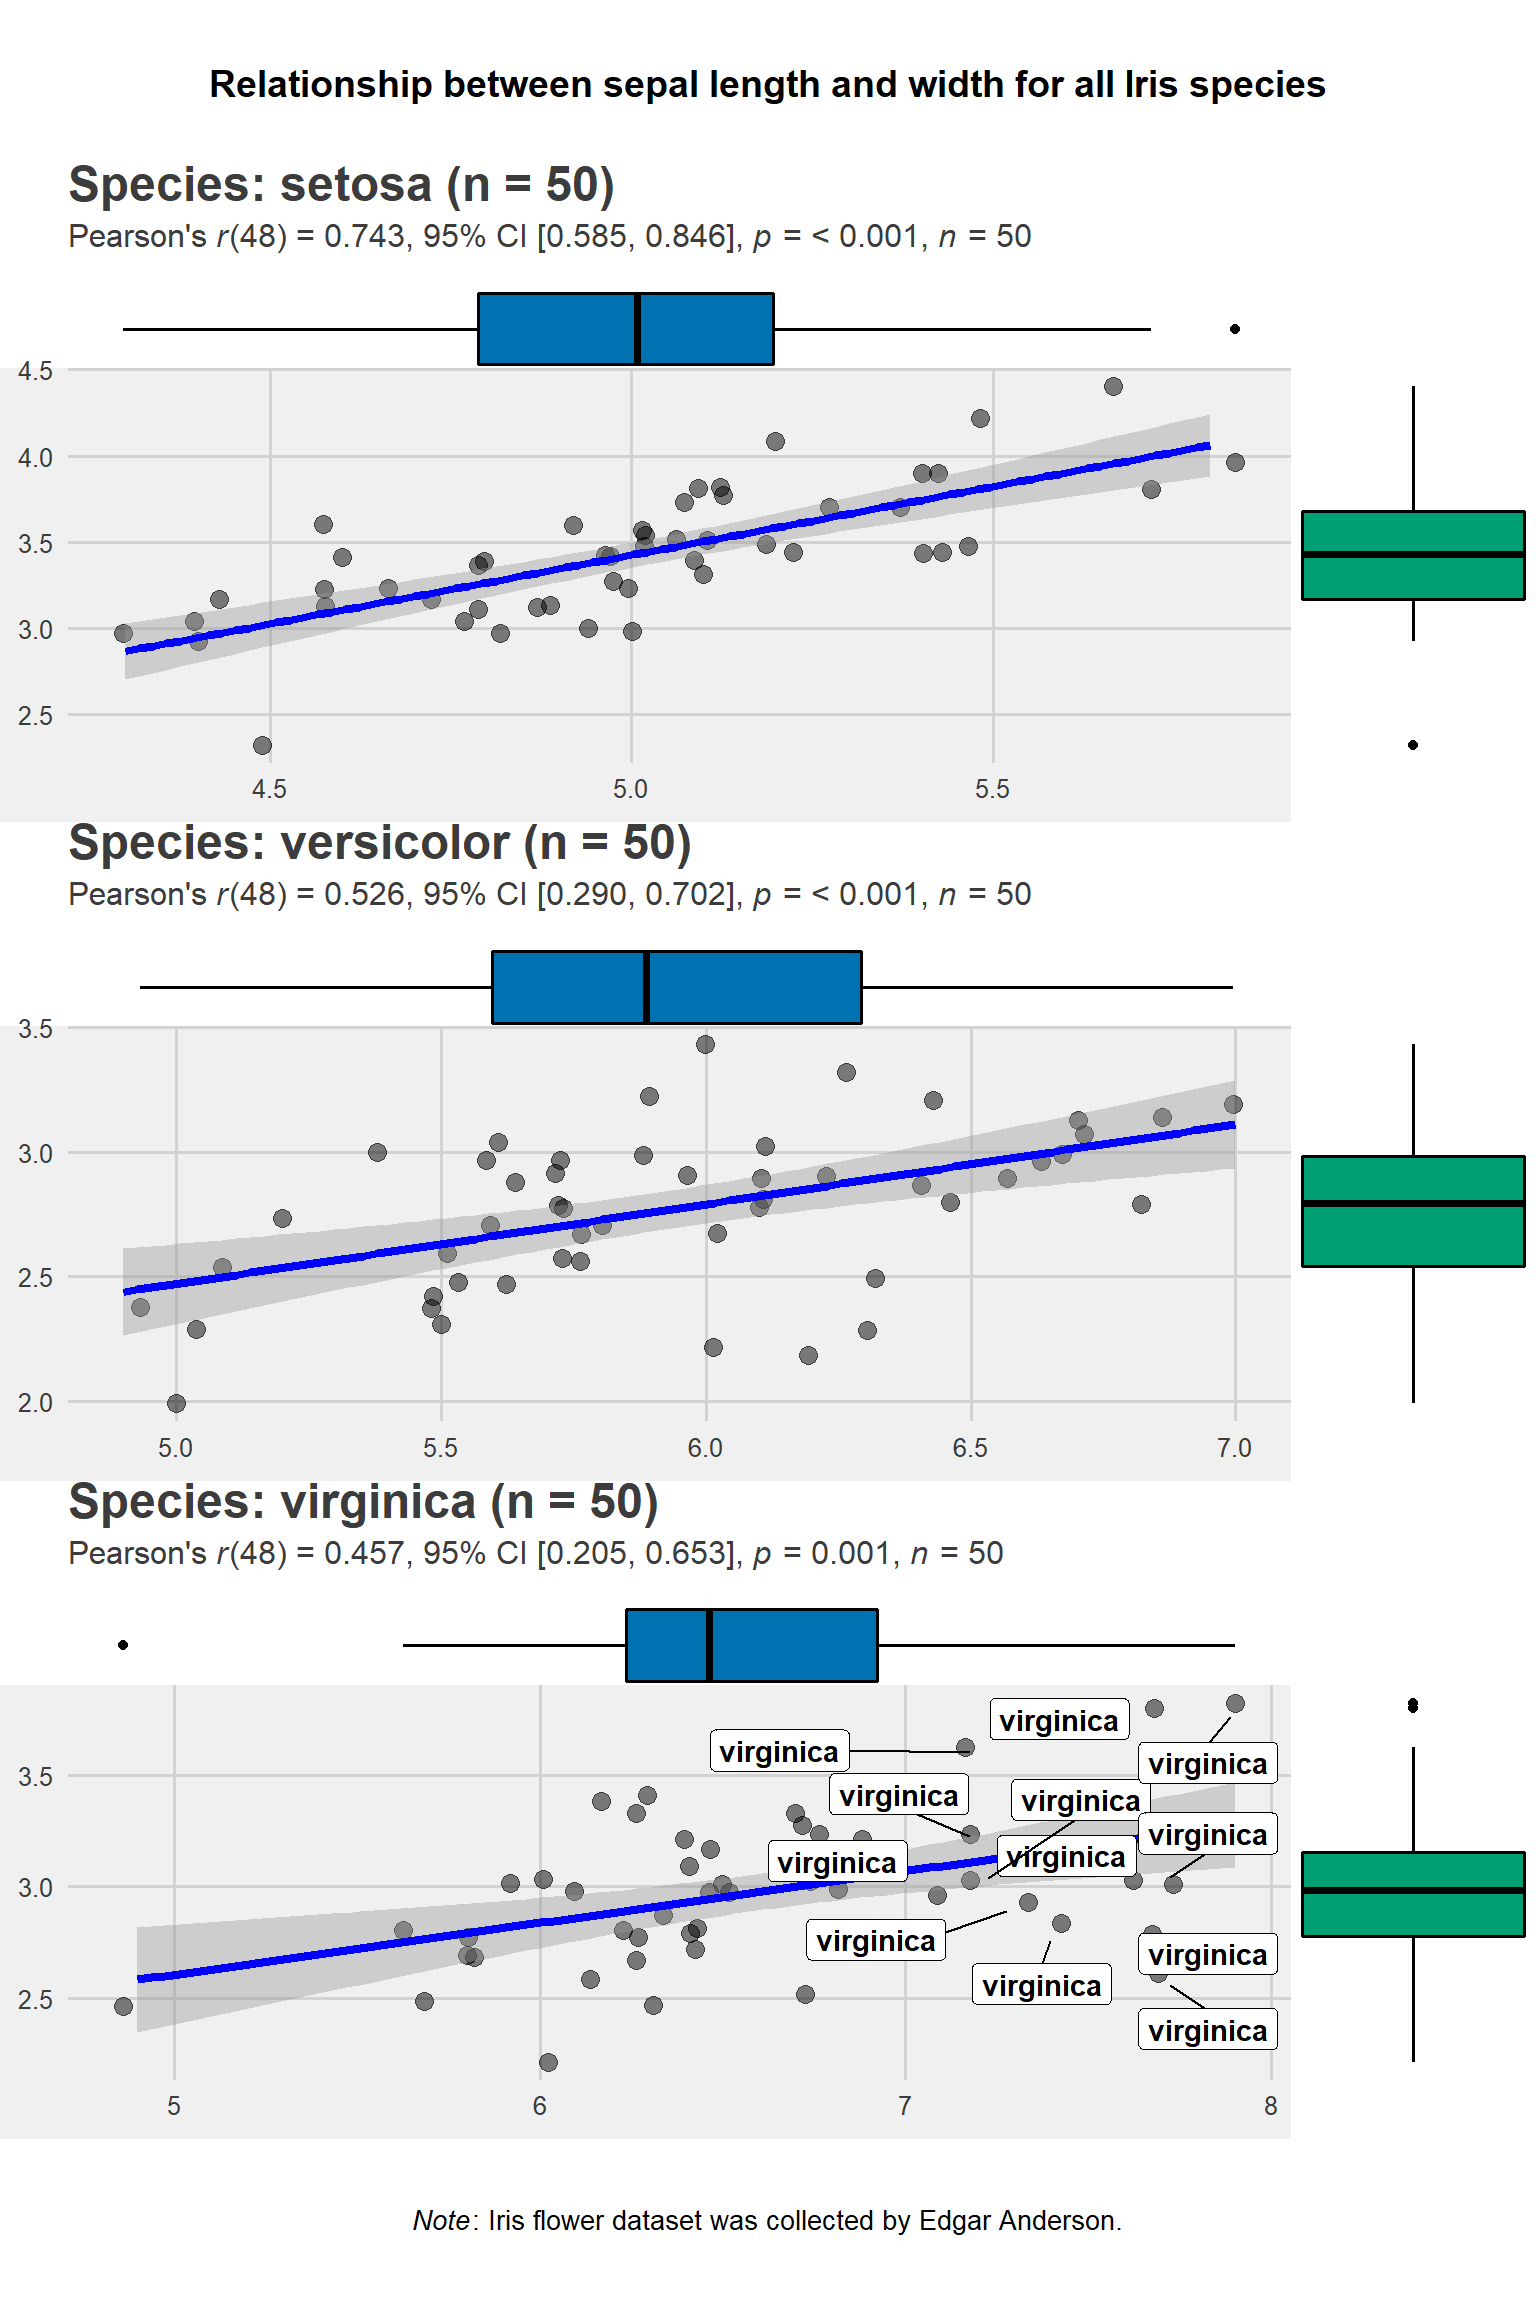 Relationship between sepal length and width for all Iris species
Species: setosa (n = 50)
Pearson's r(48) = 0.743, 95% CI [0.585, 0.846], p = < 0.001, n = 50
4.5
4.0
3.5
3.0
2.5
4.5 5.0 5.5
Species: versicolor (n = 50)
Pearson's r(48) = 0.526, 95% CI [0.290, 0.702], p = < 0.001, n = 50
3.5
3.0
2.5
2.0
5.0 5.5 6.0 6.5 7.0
Species: virginica (n = 50)
Pearson's r(48) = 0.457, 95% CI [0.205, 0.653], p = 0.001, n = 50
virginica
virginica
virginica
3.5
virginica
virginica
virginica
virginica
virginica
3.0
virginica
virginica
virginica
2.5
virginica
5 6 7 8
Note: Iris flower dataset was collected by Edgar Anderson.